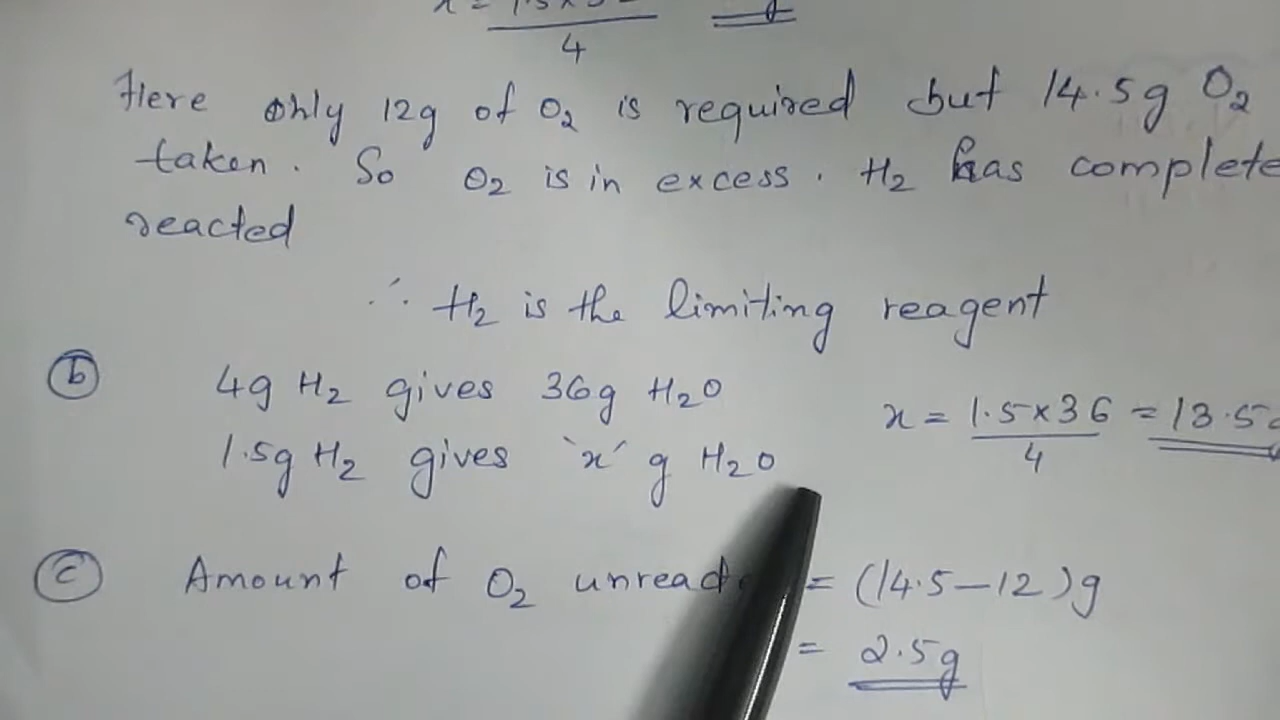 4
Here only 12g of O₂ is required but 14.5g O₂
taken. So O₂ is in excess. H₂ has complete
reacted
∴ H₂ is the limiting reagent
(b) 4g H₂ gives 36g H₂O
1.5g H₂ gives 'x' g H₂O
x = 1.5×36 = 13.5g
4
(c) Amount of O₂ = (14.5 – 12)g
= 2.5g